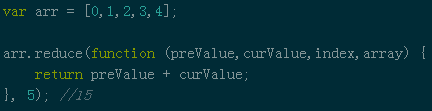 var arr = [0,1,2,3,4];
arr.reduce(function (preValue,curValue,index,array) {
    return preValue + curValue;
}, 5); //15